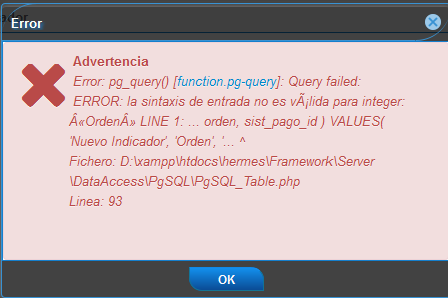 Error
Advertencia
Error: pg_query() [function.pg-query]: Query failed:
ERROR: la sintaxis de entrada no es vÃ¡lida para integer:
Â«OrdenÂ» LINE 1: ... orden, sist_pago_id ) VALUES(
'Nuevo Indicador', 'Orden', '... ^
Fichero: D:\xampp\htdocs\hermes\Framework\Server
\DataAccess\PgSQL\PgSQL_Table.php
Linea: 93
OK